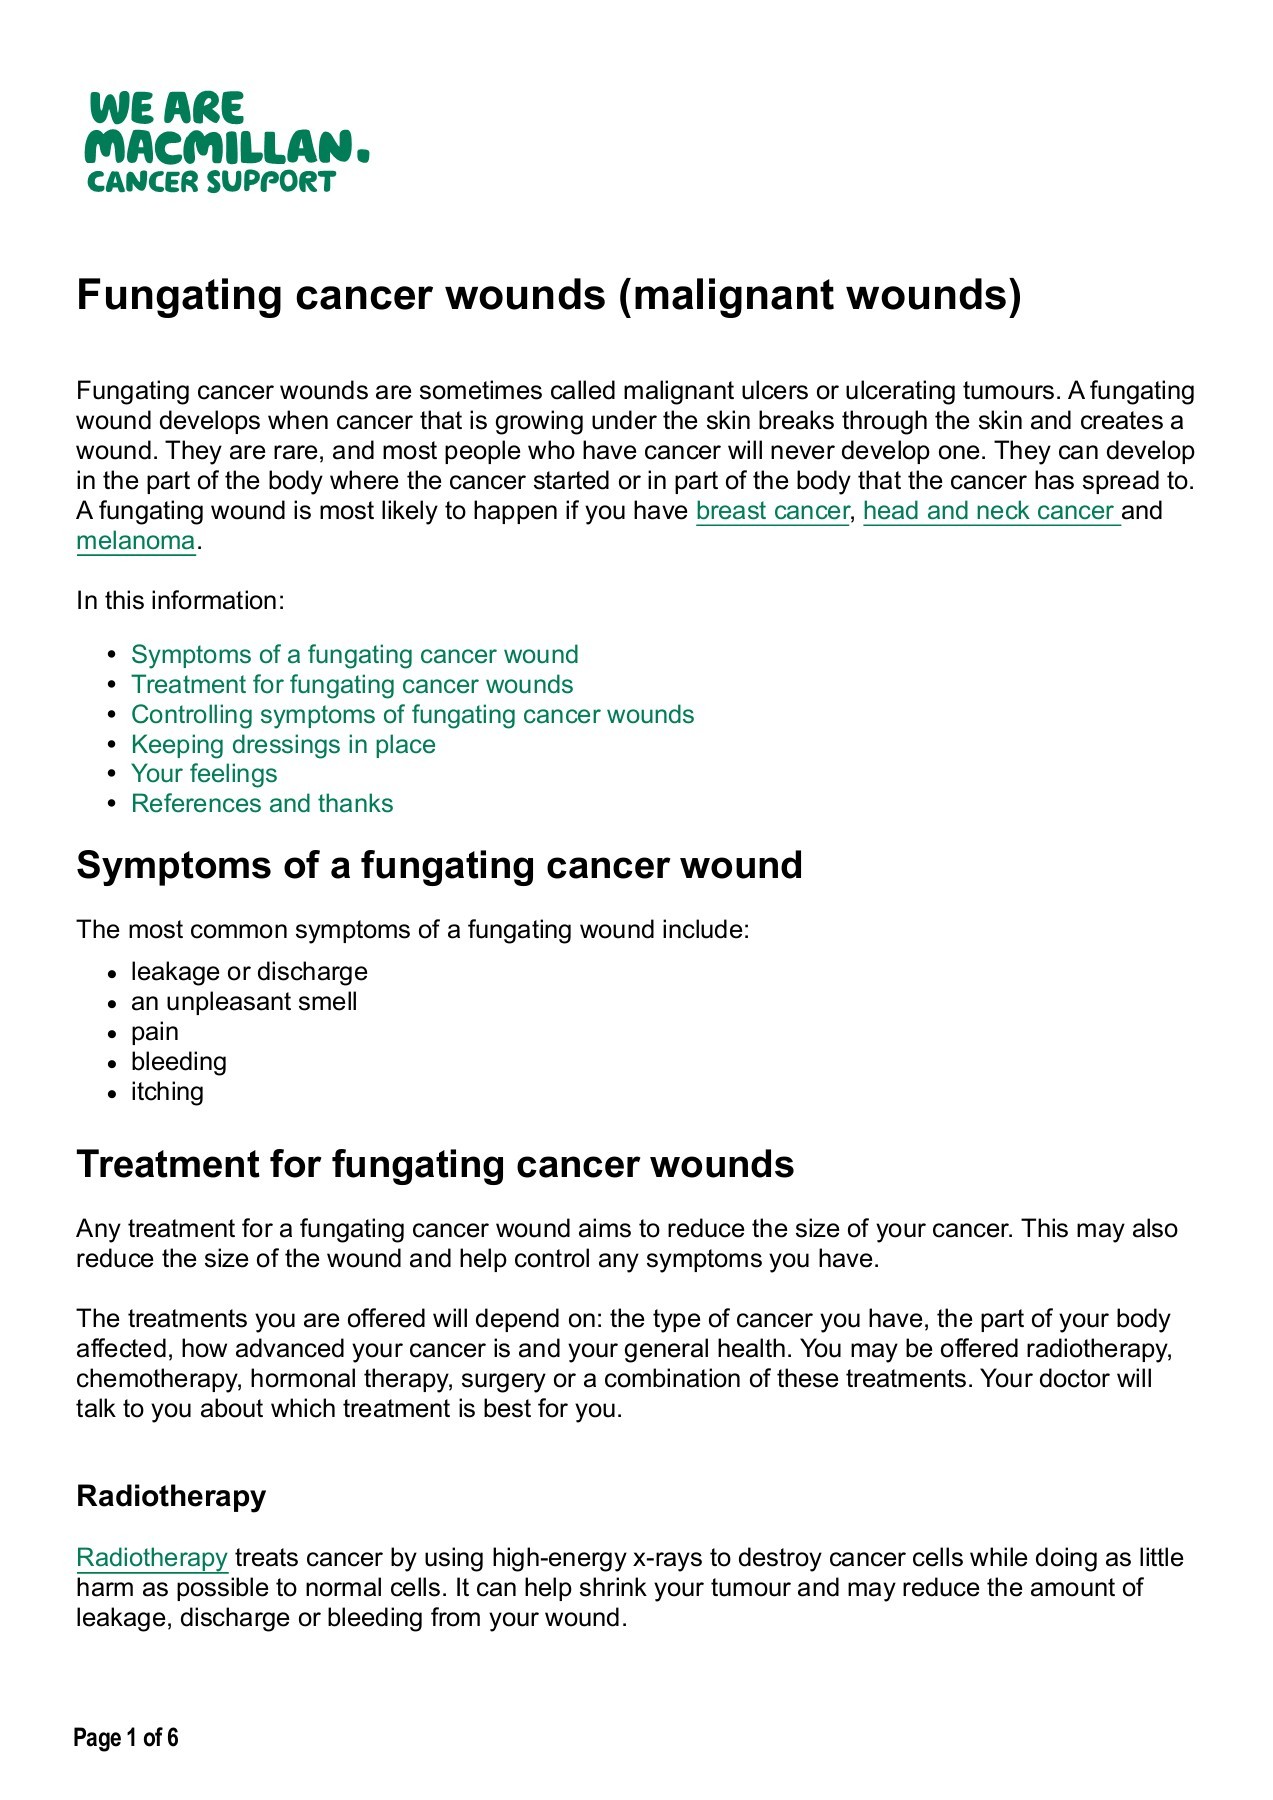 WE ARE
MACMILLAN.
CANCER SUPPORT
Fungating cancer wounds (malignant wounds)
Fungating cancer wounds are sometimes called malignant ulcers or ulcerating tumours. A fungating
wound develops when cancer that is growing under the skin breaks through the skin and creates a
wound. They are rare, and most people who have cancer will never develop one. They can develop
in the part of the body where the cancer started or in part of the body that the cancer has spread to.
A fungating wound is most likely to happen if you have breast cancer, head and neck cancer and
melanoma.
In this information:
• Symptoms of a fungating cancer wound
• Treatment for fungating cancer wounds
• Controlling symptoms of fungating cancer wounds
• Keeping dressings in place
• Your feelings
• References and thanks
Symptoms of a fungating cancer wound
The most common symptoms of a fungating wound include:
• leakage or discharge
• an unpleasant smell
• pain
• bleeding
• itching
Treatment for fungating cancer wounds
Any treatment for a fungating cancer wound aims to reduce the size of your cancer. This may also
reduce the size of the wound and help control any symptoms you have.
The treatments you are offered will depend on: the type of cancer you have, the part of your body
affected, how advanced your cancer is and your general health. You may be offered radiotherapy,
chemotherapy, hormonal therapy, surgery or a combination of these treatments. Your doctor will
talk to you about which treatment is best for you.
Radiotherapy
Radiotherapy treats cancer by using high-energy x-rays to destroy cancer cells while doing as little
harm as possible to normal cells. It can help shrink your tumour and may reduce the amount of
leakage, discharge or bleeding from your wound.
Page 1 of 6